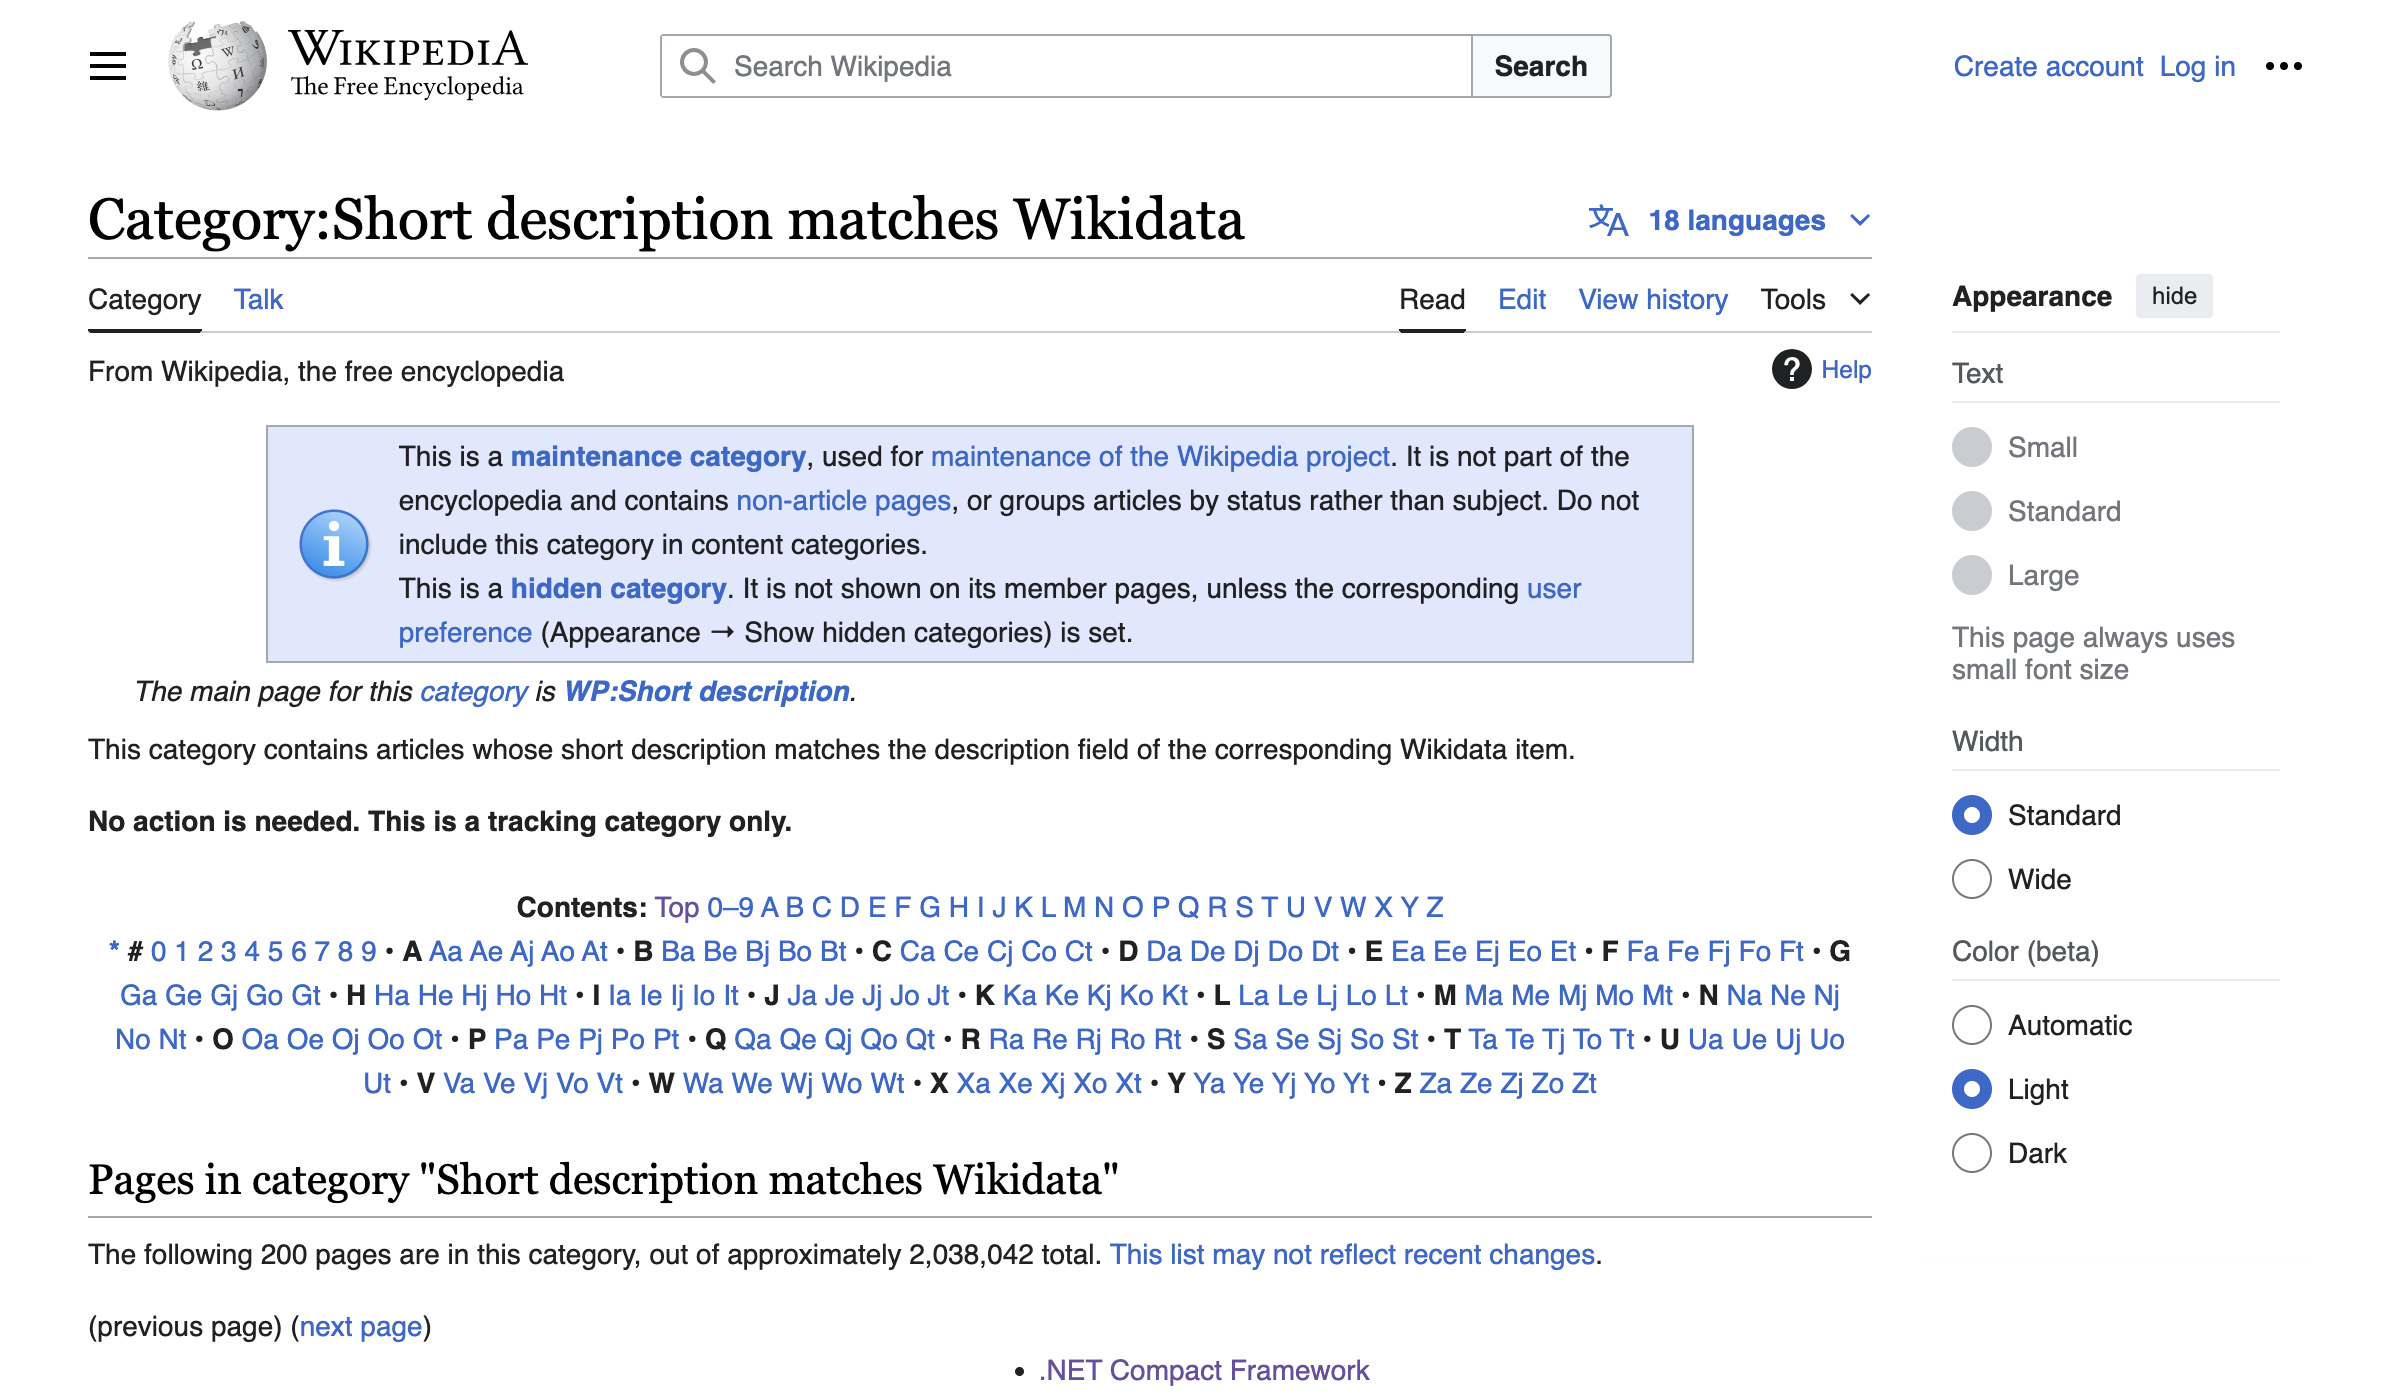 WIKIPEDIA
The Free Encyclopedia
Search Wikipedia
Search
Create account Log in
Category:Short description matches Wikidata
18 languages
Category Talk
Read Edit View history Tools
From Wikipedia, the free encyclopedia
Help
This is a maintenance category, used for maintenance of the Wikipedia project. It is not part of the
encyclopedia and contains non-article pages, or groups articles by status rather than subject. Do not
include this category in content categories.
This is a hidden category. It is not shown on its member pages, unless the corresponding user
preference (Appearance → Show hidden categories) is set.
The main page for this category is WP:Short description.
This category contains articles whose short description matches the description field of the corresponding Wikidata item.
No action is needed. This is a tracking category only.
Contents: Top 0–9 A B C D E F G H I J K L M N O P Q R S T U V W X Y Z
* # 0 1 2 3 4 5 6 7 8 9 • A Aa Ae Aj Ao At • B Ba Be Bj Bo Bt • C Ca Ce Cj Co Ct • D Da De Dj Do Dt • E Ea Ee Ej Eo Et • F Fa Fe Fj Fo Ft • G
Ga Ge Gj Go Gt • H Ha He Hj Ho Ht • I Ia Ie Ij Io It • J Ja Je Jj Jo Jt • K Ka Ke Kj Ko Kt • L La Le Lj Lo Lt • M Ma Me Mj Mo Mt • N Na Ne Nj
No Nt • O Oa Oe Oj Oo Ot • P Pa Pe Pj Po Pt • Q Qa Qe Qj Qo Qt • R Ra Re Rj Ro Rt • S Sa Se Sj So St • T Ta Te Tj To Tt • U Ua Ue Uj Uo
Ut • V Va Ve Vj Vo Vt • W Wa We Wj Wo Wt • X Xa Xe Xj Xo Xt • Y Ya Ye Yj Yo Yt • Z Za Ze Zj Zo Zt
Pages in category "Short description matches Wikidata"
The following 200 pages are in this category, out of approximately 2,038,042 total. This list may not reflect recent changes.
(previous page) (next page)
• .NET Compact Framework
Appearance hide
Text
Small
Standard
Large
This page always uses
small font size
Width
Standard
Wide
Color (beta)
Automatic
Light
Dark